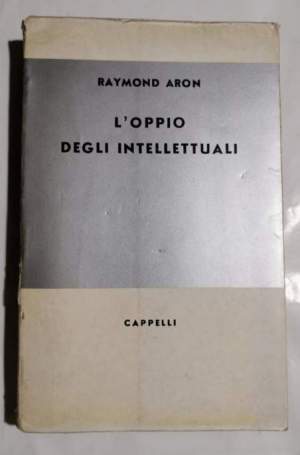 RAYMOND ARON
L'OPPIO
DEGLI INTELLETTUALI
CAPPELLI